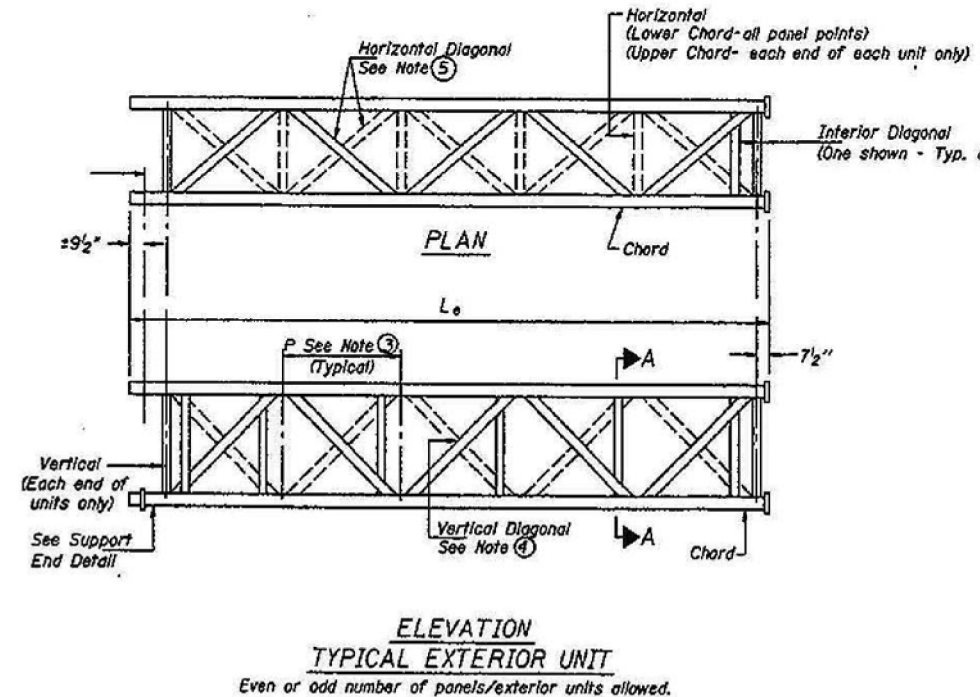 Horizontal
(Lower Chord-all panel points)
(Upper Chord- each end of each unit only)
Horizontal Diagonal
See Note 5
Interior Diagonal
(One shown - Typ.
±9½"
PLAN
Chord
Le
P See Note 3
(Typical)
A
7½"
Vertical
(Each end of
units only)
See Support
End Detail
Vertical Diagonal
See Note 4
A
Chord
ELEVATION
TYPICAL EXTERIOR UNIT
Even or odd number of panels/exterior units allowed.